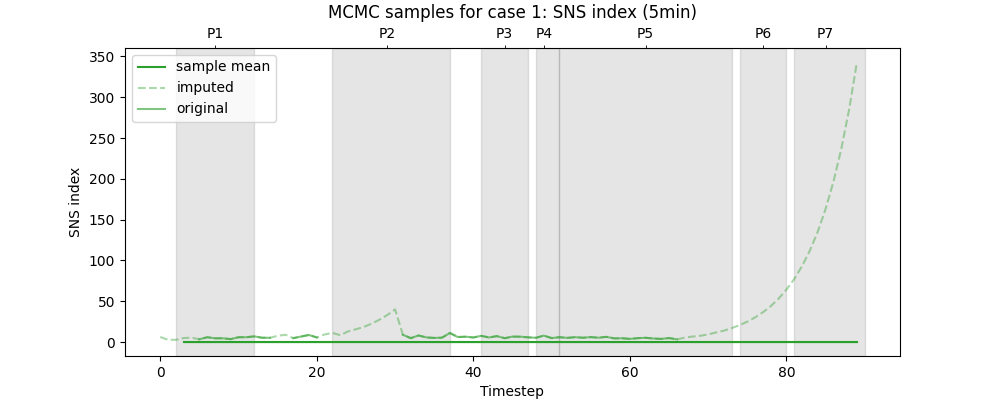 MCMC samples for case 1: SNS index (5min)
P1 P2 P3 P4 P5 P6 P7
sample mean
imputed
original
350
300
250
200
150
100
50
0
SNS index
0 20 40 60 80
Timestep